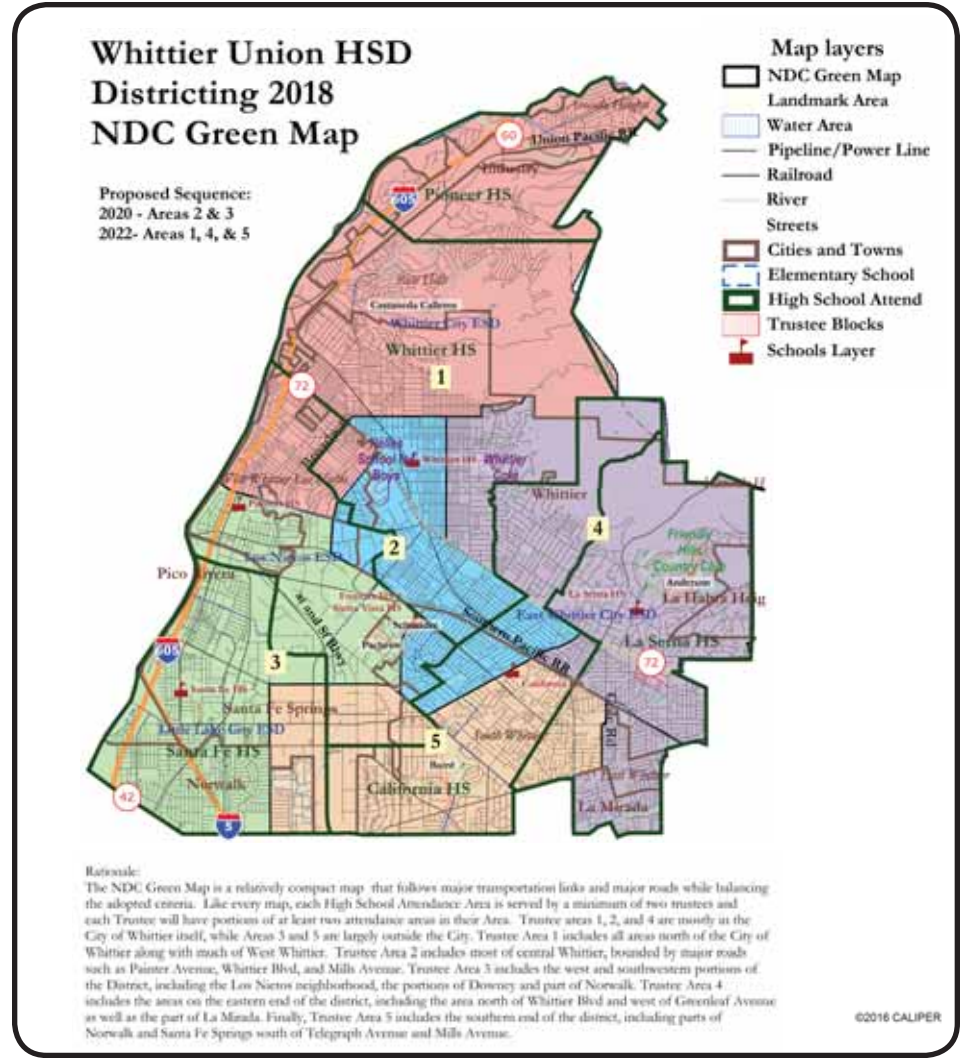 Whittier Union HSD
Districting 2018
NDC Green Map
Proposed Sequence:
2020 - Areas 2 & 3
2022- Areas 1, 4, & 5
Map layers
NDC Green Map
Landmark Area
Water Area
Pipeline/Power Line
Railroad
River
Streets
Cities and Towns
Elementary School
High School Attend
Trustee Blocks
Schools Layer
60
Union Pacific RR
Industry
605
Pioneer HS
Whittier City ESD
Whittier HS
1
72
School
Boys
Whittier
Whittier
4
2
Friendly
Hills
Country
Anderson
La Habra Heig
East Whittier City ESD
La Serna HS
La Serna HS
72
Pico Rivera
Southern Pacific RR
605
3
Santa Fe HS
Santa Fe Springs
Little Lake City ESD
Santa Fe HS
Norwalk
5
California
California HS
42
5
La Mirada
Rationale:
The NDC Green Map is a relatively compact map that follows major transportation links and major roads while balancing
the adopted criteria. Like every map, each High School Attendance Area is served by a minimum of two trustees and
each Trustee will have portions of at least two attendance areas in their Area. Trustee areas 1, 2, and 4 are mostly in the
City of Whittier itself, while Areas 3 and 5 are largely outside the City. Trustee Area 1 includes all areas north of the City of
Whittier along with much of West Whittier. Trustee Area 2 includes most of central Whittier, bounded by major roads
such as Painter Avenue, Whittier Blvd, and Mills Avenue. Trustee Area 3 includes the west and southwestern portions of
the District, including the Los Nietos neighborhood, the portions of Downey and part of Norwalk. Trustee Area 4
includes the areas on the eastern end of the district, including the area north of Whittier Blvd and west of Greenleaf Avenue
as well as the part of La Mirada. Finally, Trustee Area 5 includes the southern end of the district, including parts of
Norwalk and Santa Fe Springs south of Telegraph Avenue and Mills Avenue.
©2016 CALIPER